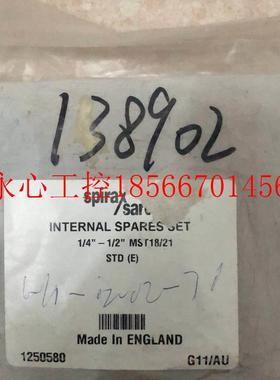 138902
spirax
/sarco
INTERNAL SPARES SET
1/4" – 1/2" MST18/21
STD (E)
永心工控18566701456
Made In ENGLAND
1250580 G11/AU